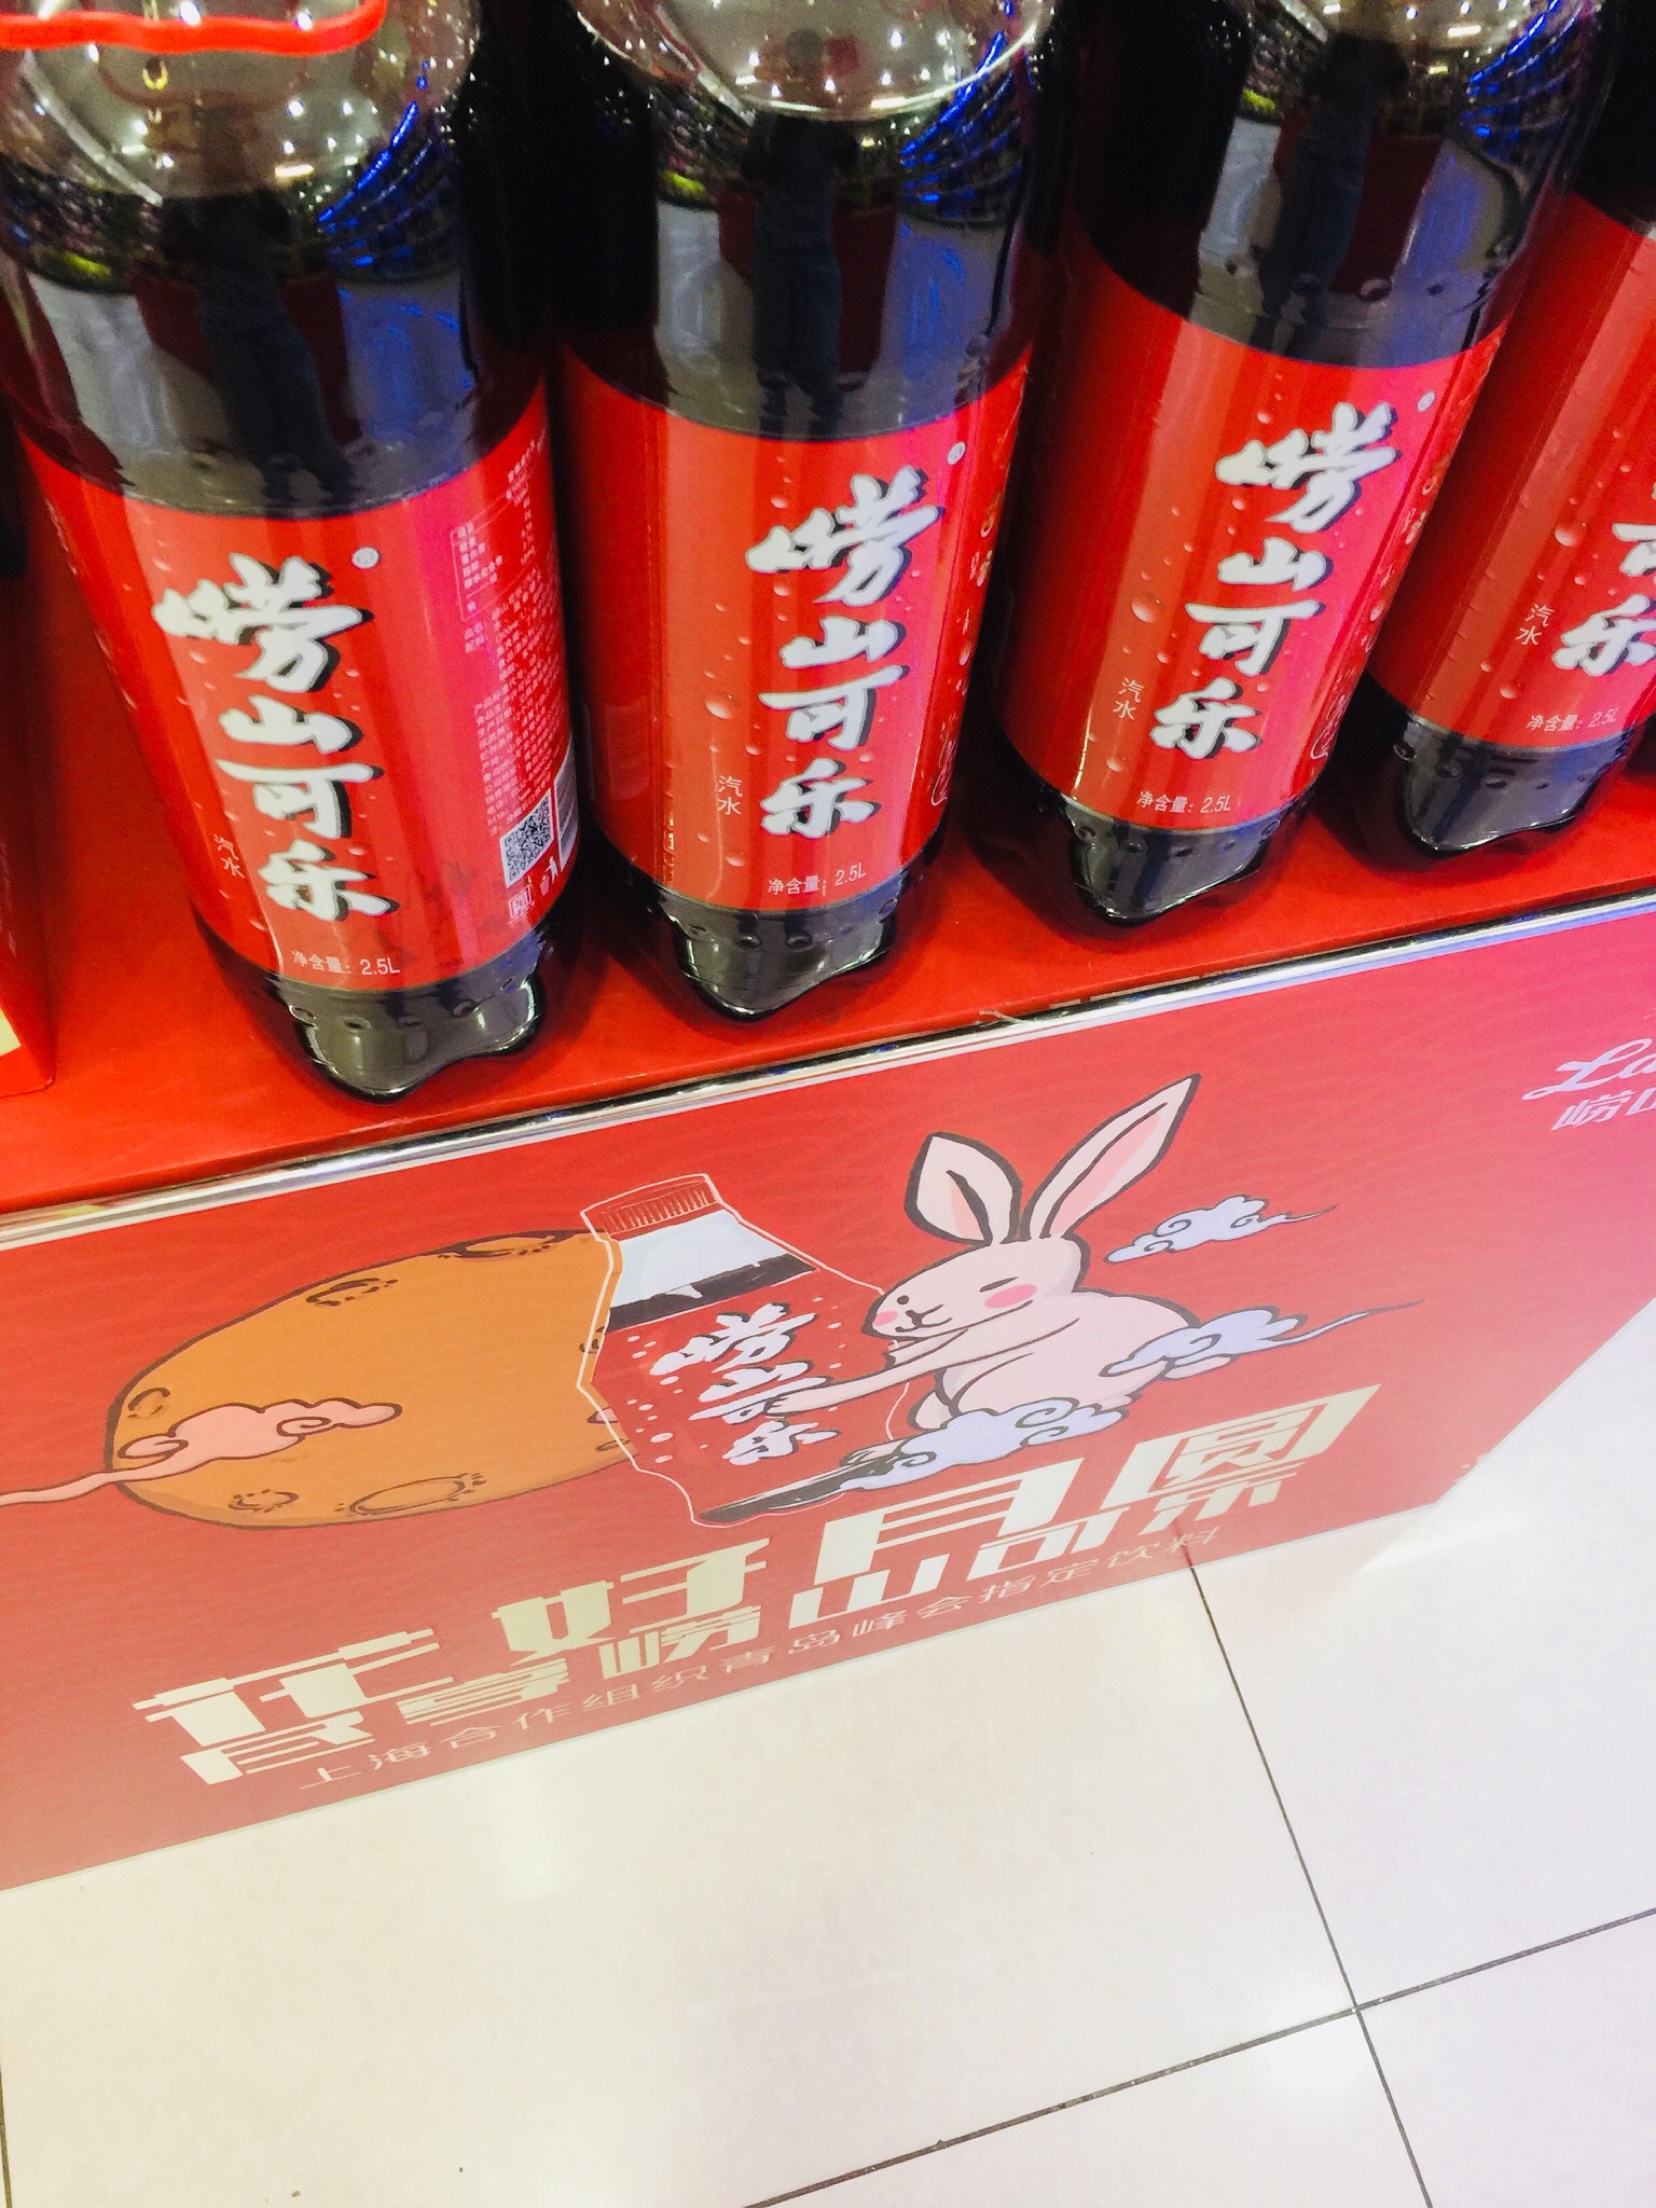 崂山可乐
汽水
净含量：2.5L
崂山可乐
汽水
净含量：2.5L
崂山可乐
汽水
净含量：2.5L
可乐
汽水
净含量：2.5L
La
崂山
崂山可乐
花好月圆
食享崂山可乐
上海合作组织青岛峰会指定饮料